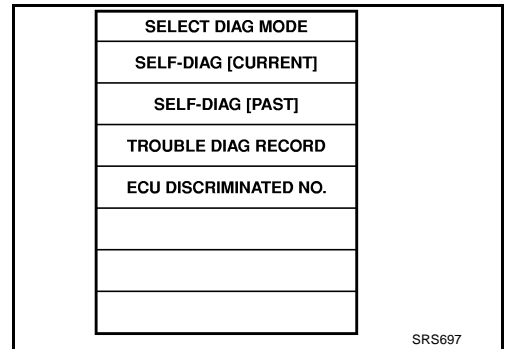 SELECT DIAG MODE
SELF-DIAG [CURRENT]
SELF-DIAG [PAST]
TROUBLE DIAG RECORD
ECU DISCRIMINATED NO.
SRS697